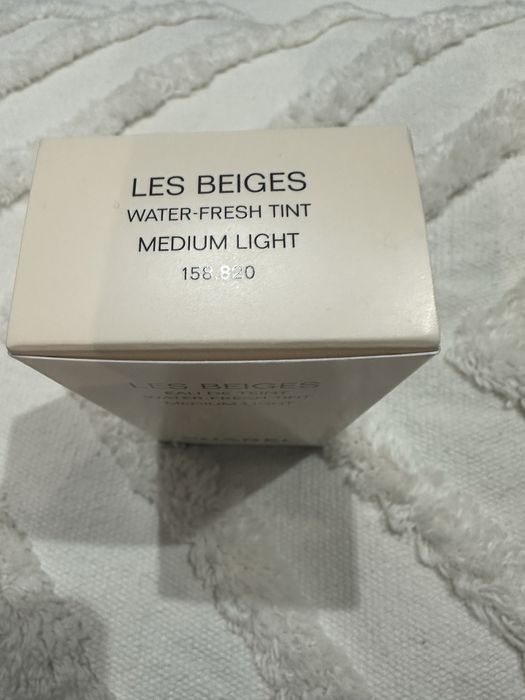 LES BEIGES
WATER-FRESH TINT
MEDIUM LIGHT
158.820
LES BEIGES
EAU DE TEINT
WATER-FRESH TINT
MEDIUM LIGHT
CHANEL